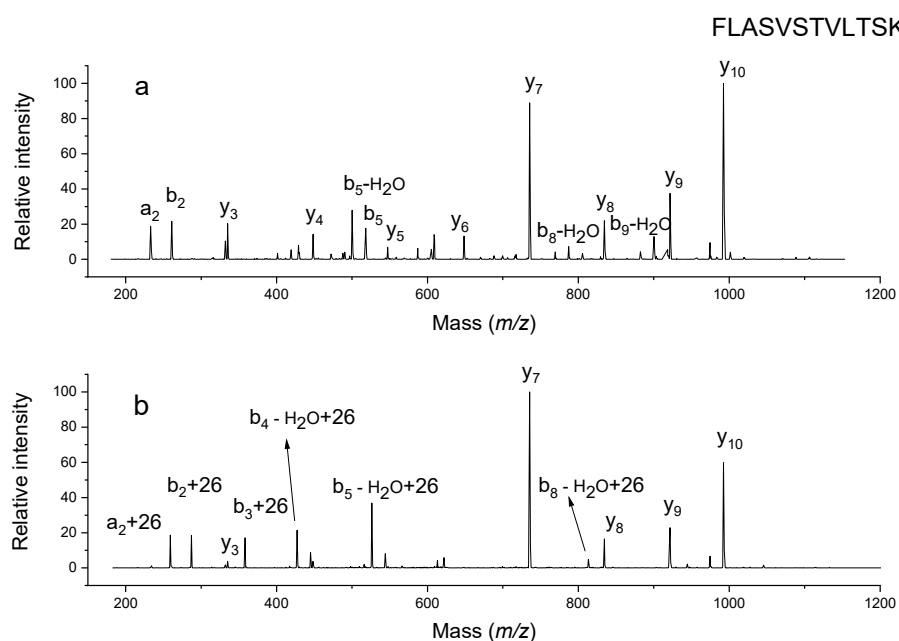 FLASVSTVLTSK
a
Relative intensity
100
80
60
40
20
0
a₂
b₂
y₃
y₄
b₅-H₂O
b₅
y₅
y₆
y₇
b₈-H₂O
y₈
b₉-H₂O
y₉
y₁₀
200 400 600 800 1000 1200
Mass (m/z)
b
Relative intensity
100
80
60
40
20
0
a₂+26
b₂+26
y₃
b₃+26
b₄ - H₂O+26
b₅ - H₂O+26
y₇
b₈ - H₂O+26
y₈
y₉
y₁₀
200 400 600 800 1000 1200
Mass (m/z)